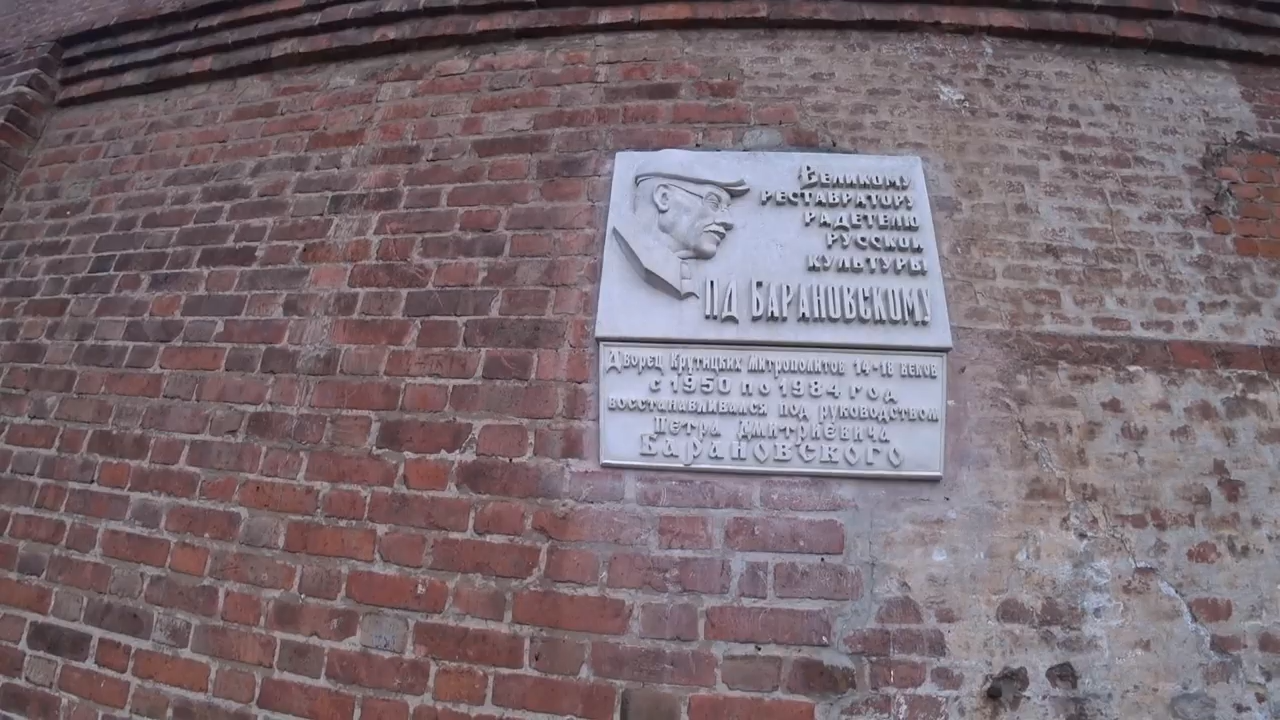 Великому
реставратору
радетелю
русской
культуры
П Д Барановскому
Дворец Крутицких митрополитов 14-18 веков
с 1950 по 1984 год
восстанавливался под руководством
Петра Дмитриевича
Барановского